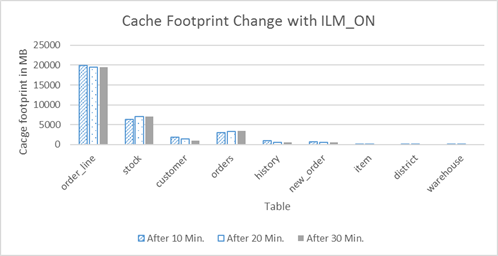 Cache Footprint Change with ILM_ON
Cacge footprint in MB
25000
20000
15000
10000
5000
0
order_line
stock
customer
orders
history
new_order
item
district
warehouse
Table
After 10 Min.
After 20 Min.
After 30 Min.